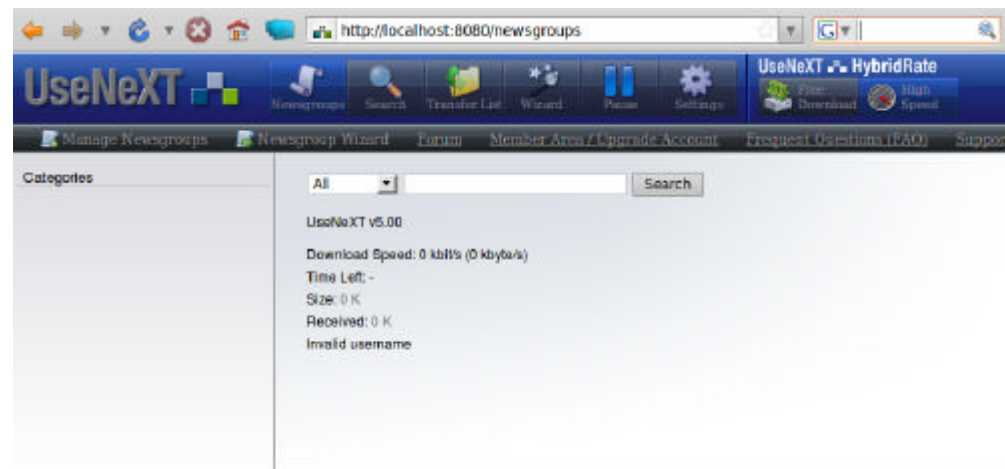 http://localhost:8080/newsgroups
UseNeXT
Newsgroups Search Transfer List Wizard Pause Settings
UseNeXT HybridRate
Free Download High Speed
Manage Newsgroups Newsgroup Wizard Forum Member Area / Upgrade Account Frequent Questions (FAQ) Suppor
Categories
All Search
UseNeXT v5.00
Download Speed: 0 kbit/s (0 kbyte/s)
Time Left: -
Size: 0 K
Received: 0 K
Invalid username